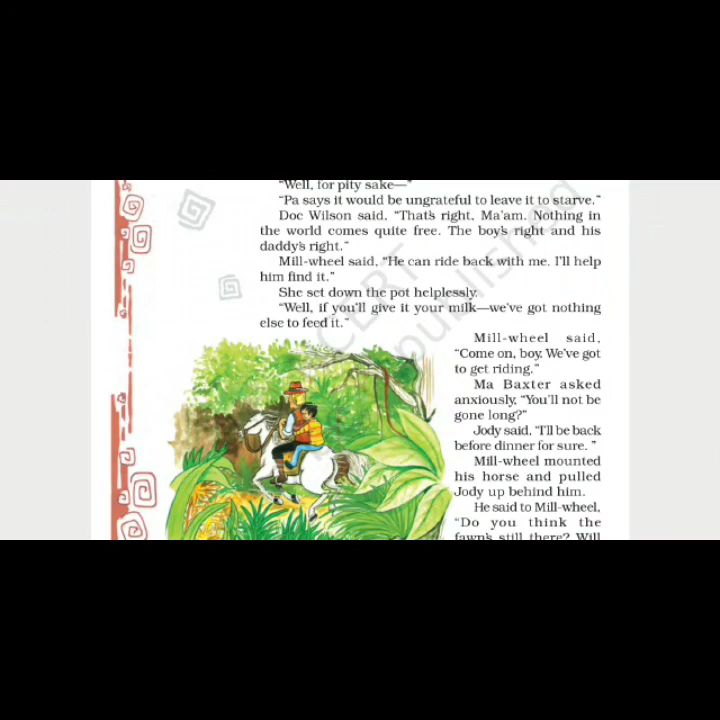 "Well, for pity sake—"
"Pa says it would be ungrateful to leave it to starve."
Doc Wilson said, "That's right, Ma'am. Nothing in
the world comes quite free. The boy's right and his
daddy's right."
Mill-wheel said, "He can ride back with me. I'll help
him find it."
She set down the pot helplessly.
"Well, if you'll give it your milk—we've got nothing
else to feed it."
Mill-wheel said,
"Come on, boy. We've got
to get riding."
Ma Baxter asked
anxiously, "You'll not be
gone long?"
Jody said, "I'll be back
before dinner for sure. "
Mill-wheel mounted
his horse and pulled
Jody up behind him.
He said to Mill-wheel,
"Do you think the
fawn's still there? Will